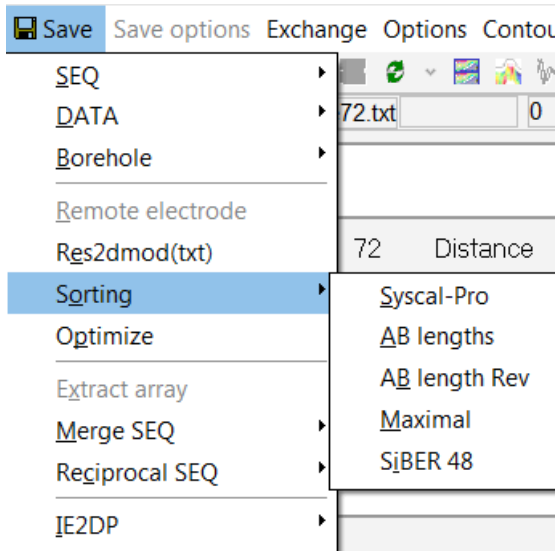 Save Save options Exchange Options Contou
SEQ
DATA
72.txt 0
Borehole
Remote electrode
Res2dmod(txt)
72 Distance
Sorting
Syscal-Pro
Optimize
AB lengths
Extract array
AB length Rev
Merge SEQ
Maximal
Reciprocal SEQ
SiBER 48
IE2DP